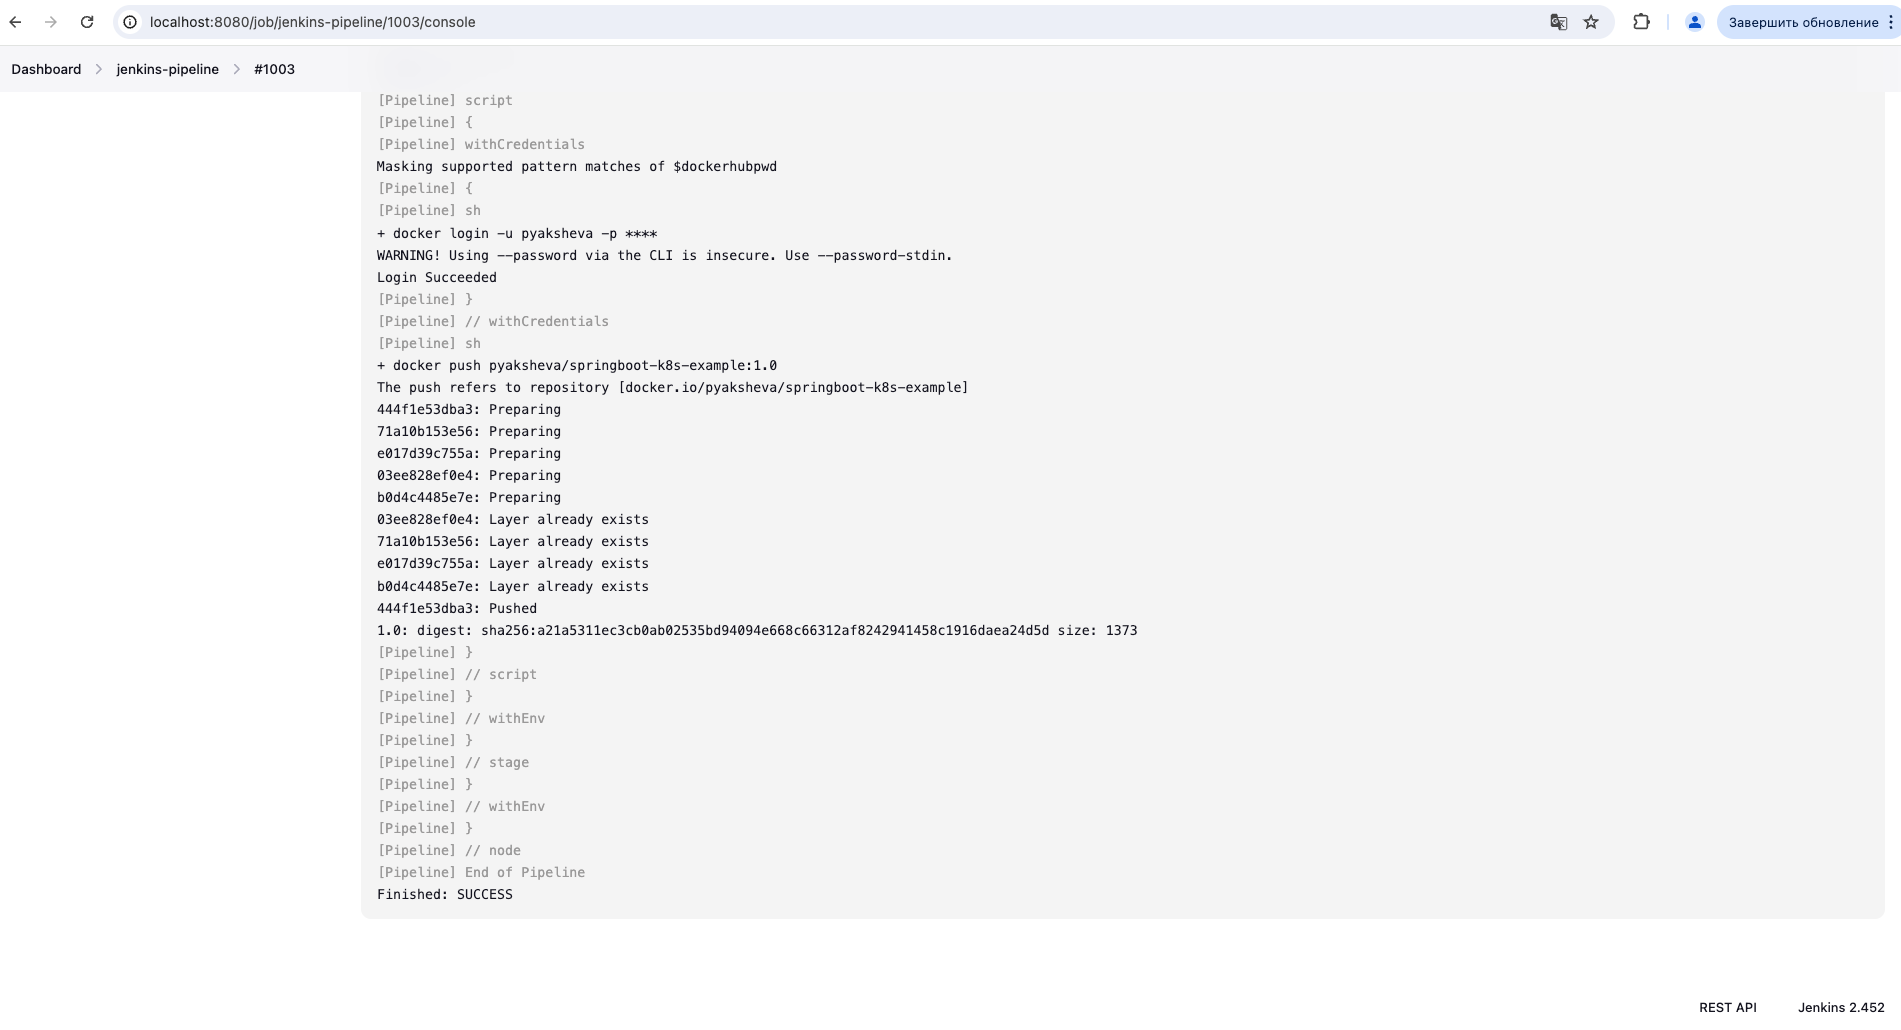 localhost:8080/job/jenkins-pipeline/1003/console
Завершить обновление
Dashboard > jenkins-pipeline > #1003
[Pipeline] script
[Pipeline] {
[Pipeline] withCredentials
Masking supported pattern matches of $dockerhubpwd
[Pipeline] {
[Pipeline] sh
+ docker login -u pyaksheva -p ****
WARNING! Using --password via the CLI is insecure. Use --password-stdin.
Login Succeeded
[Pipeline] }
[Pipeline] // withCredentials
[Pipeline] sh
+ docker push pyaksheva/springboot-k8s-example:1.0
The push refers to repository [docker.io/pyaksheva/springboot-k8s-example]
444f1e53dba3: Preparing
71a10b153e56: Preparing
e017d39c755a: Preparing
03ee828ef0e4: Preparing
b0d4c4485e7e: Preparing
03ee828ef0e4: Layer already exists
71a10b153e56: Layer already exists
e017d39c755a: Layer already exists
b0d4c4485e7e: Layer already exists
444f1e53dba3: Pushed
1.0: digest: sha256:a21a5311ec3cb0ab02535bd94094e668c66312af8242941458c1916daea24d5d size: 1373
[Pipeline] }
[Pipeline] // script
[Pipeline] }
[Pipeline] // withEnv
[Pipeline] }
[Pipeline] // stage
[Pipeline] }
[Pipeline] // withEnv
[Pipeline] }
[Pipeline] // node
[Pipeline] End of Pipeline
Finished: SUCCESS
REST API
Jenkins 2.452